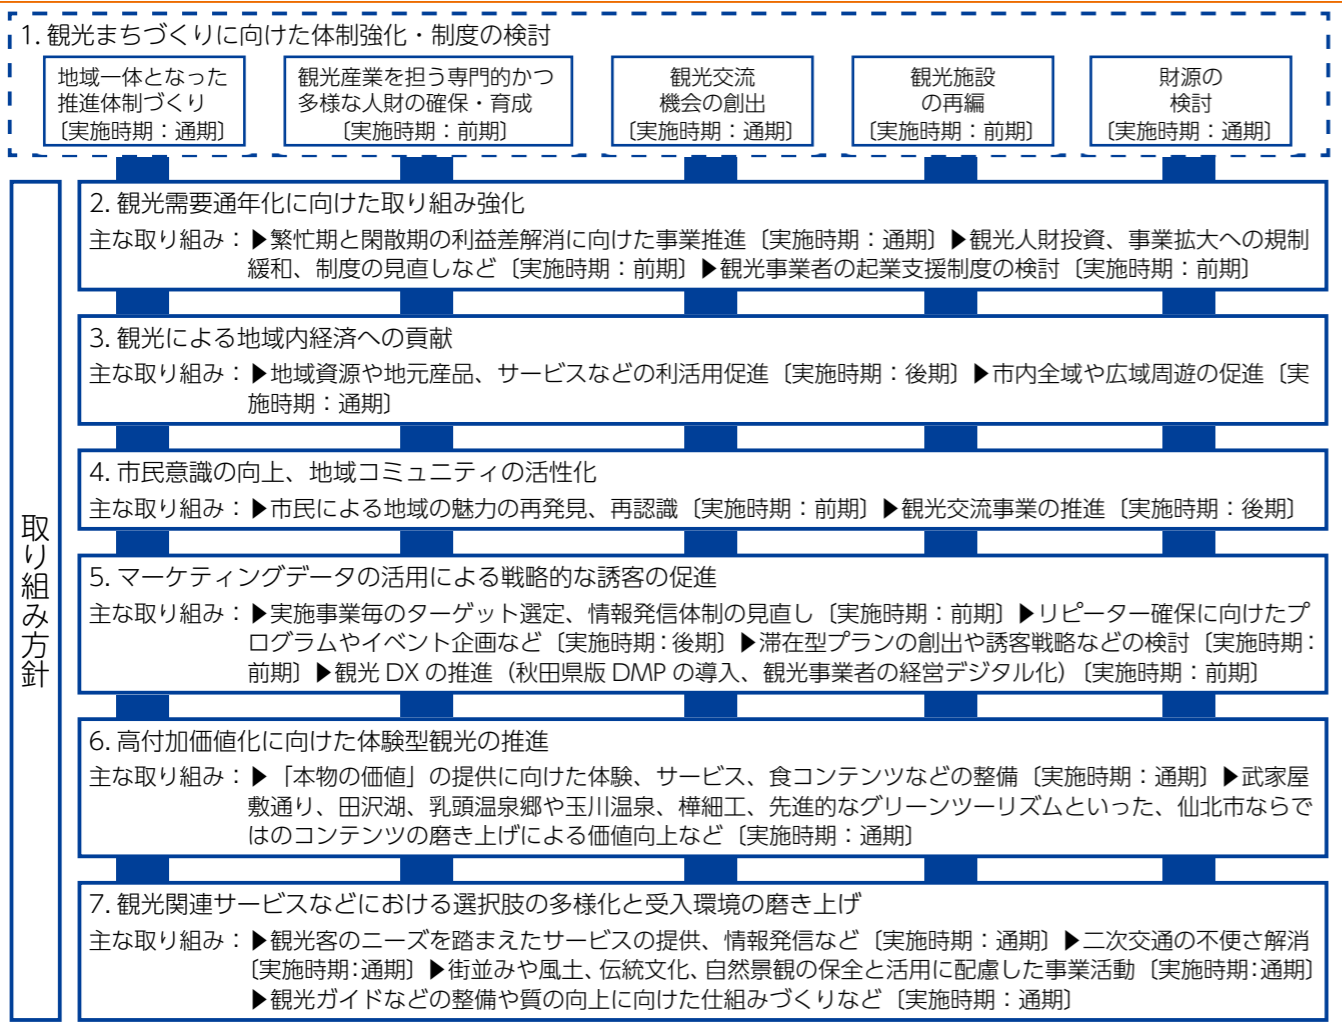 1. 観光まちづくりに向けた体制強化・制度の検討
地域一体となった
推進体制づくり
〔実施時期：通期〕
観光産業を担う専門的かつ
多様な人財の確保・育成
〔実施時期：前期〕
観光交流
機会の創出
〔実施時期：通期〕
観光施設
の再編
〔実施時期：前期〕
財源の
検討
〔実施時期：通期〕
取り組み方針
2. 観光需要通年化に向けた取り組み強化
主な取り組み：▶繁忙期と閑散期の利益差解消に向けた事業推進〔実施時期：通期〕▶観光人財投資、事業拡大への規制
緩和、制度の見直しなど〔実施時期：前期〕▶観光事業者の起業支援制度の検討〔実施時期：前期〕
3. 観光による地域内経済への貢献
主な取り組み：▶地域資源や地元産品、サービスなどの利活用促進〔実施時期：後期〕▶市内全域や広域周遊の促進〔実
施時期：通期〕
4. 市民意識の向上、地域コミュニティの活性化
主な取り組み：▶市民による地域の魅力の再発見、再認識〔実施時期：前期〕▶観光交流事業の推進〔実施時期：後期〕
5. マーケティングデータの活用による戦略的な誘客の促進
主な取り組み：▶実施事業毎のターゲット選定、情報発信体制の見直し〔実施時期：前期〕▶リピーター確保に向けたプ
ログラムやイベント企画など〔実施時期：後期〕▶滞在型プランの創出や誘客戦略などの検討〔実施時期：
前期〕▶観光 DX の推進（秋田県版 DMP の導入、観光事業者の経営デジタル化）〔実施時期：前期〕
6. 高付加価値化に向けた体験型観光の推進
主な取り組み：▶「本物の価値」の提供に向けた体験、サービス、食コンテンツなどの整備〔実施時期：通期〕▶武家屋
敷通り、田沢湖、乳頭温泉郷や玉川温泉、樺細工、先進的なグリーンツーリズムといった、仙北市ならで
はのコンテンツの磨き上げによる価値向上など〔実施時期：通期〕
7. 観光関連サービスなどにおける選択肢の多様化と受入環境の磨き上げ
主な取り組み：▶観光客のニーズを踏まえたサービスの提供、情報発信など〔実施時期：通期〕▶二次交通の不便さ解消
〔実施時期：通期〕▶街並みや風土、伝統文化、自然景観の保全と活用に配慮した事業活動〔実施時期：通期〕
▶観光ガイドなどの整備や質の向上に向けた仕組みづくりなど〔実施時期：通期〕